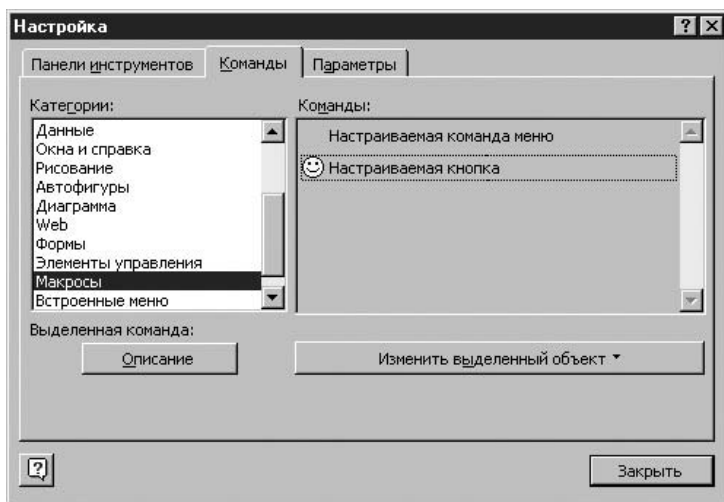 Настройка
Панели инструментов
Команды
Параметры
Категории:
Данные
Окна и справка
Рисование
Автофигуры
Диаграмма
Web
Формы
Элементы управления
Макросы
Встроенные меню
Команды:
Настраиваемая команда меню
Настраиваемая кнопка
Выделенная команда:
Описание
Изменить выделенный объект
Закрыть